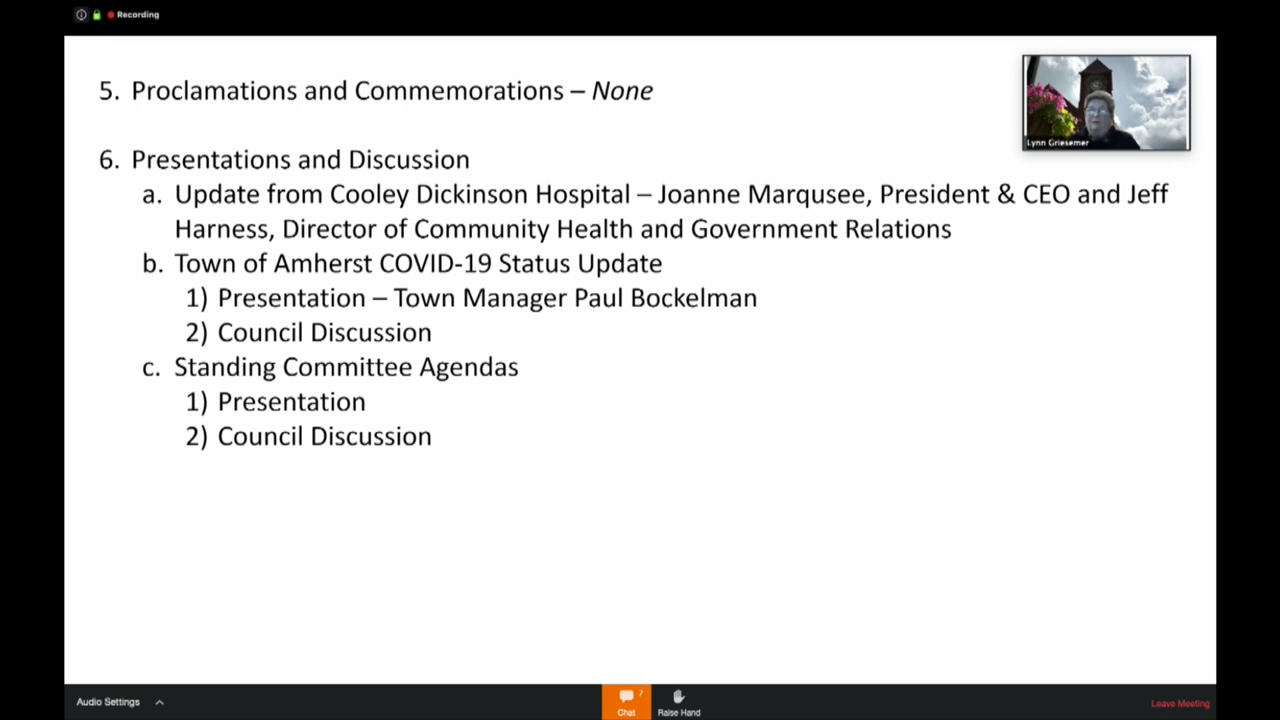 Recording
5. Proclamations and Commemorations – None
Lynn Griesemer
6. Presentations and Discussion
a. Update from Cooley Dickinson Hospital – Joanne Marqusee, President & CEO and Jeff
Harness, Director of Community Health and Government Relations
b. Town of Amherst COVID-19 Status Update
1) Presentation – Town Manager Paul Bockelman
2) Council Discussion
c. Standing Committee Agendas
1) Presentation
2) Council Discussion
Audio Settings
7
Chat
Raise Hand
Leave Meeting